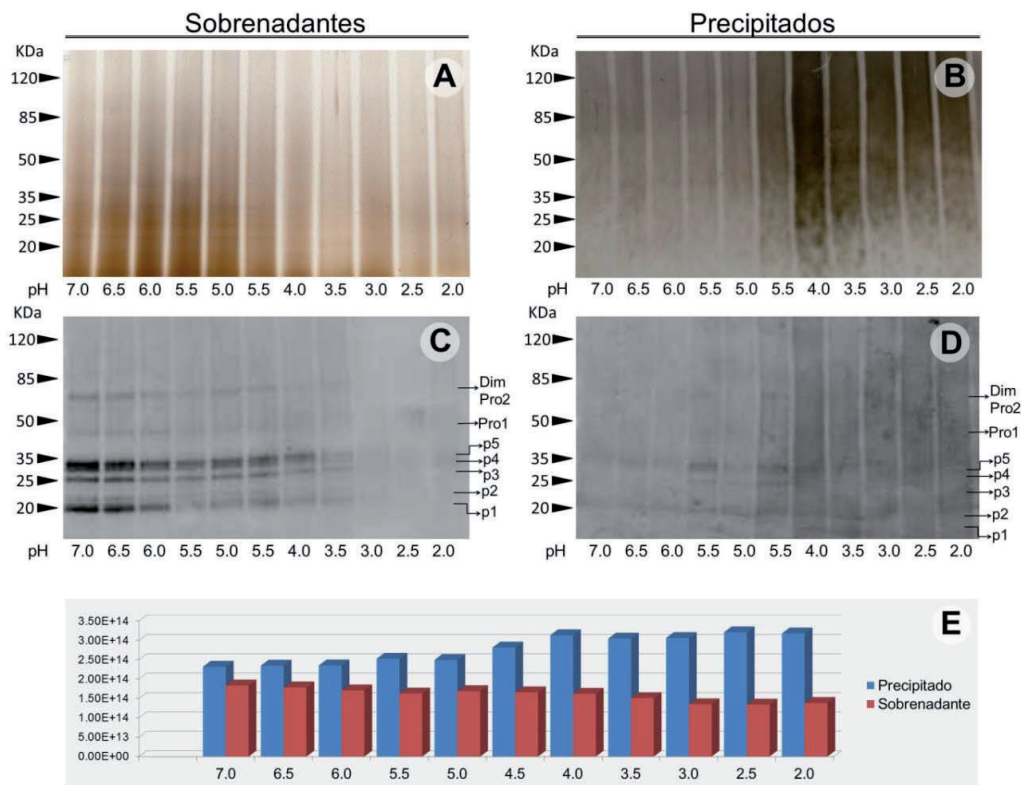 Sobrenadantes
Precipitados
KDa
120
85
50
35
25
20
A
pH 7.0 6.5 6.0 5.5 5.0 5.5 4.0 3.5 3.0 2.5 2.0
KDa
120
85
50
35
25
20
B
pH 7.0 6.5 6.0 5.5 5.0 5.5 4.0 3.5 3.0 2.5 2.0
KDa
120
85
50
35
25
20
C
Dim
Pro2
Pro1
p5
p4
p3
p2
p1
pH 7.0 6.5 6.0 5.5 5.0 5.5 4.0 3.5 3.0 2.5 2.0
KDa
120
85
50
35
25
20
D
Dim
Pro2
Pro1
p5
p4
p3
p2
p1
pH 7.0 6.5 6.0 5.5 5.0 5.5 4.0 3.5 3.0 2.5 2.0
E
3.50E+14
3.00E+14
2.50E+14
2.00E+14
1.50E+14
1.00E+14
5.00E+13
0.00E+00
7.0 6.5 6.0 5.5 5.0 4.5 4.0 3.5 3.0 2.5 2.0
Precipitado
Sobrenadante